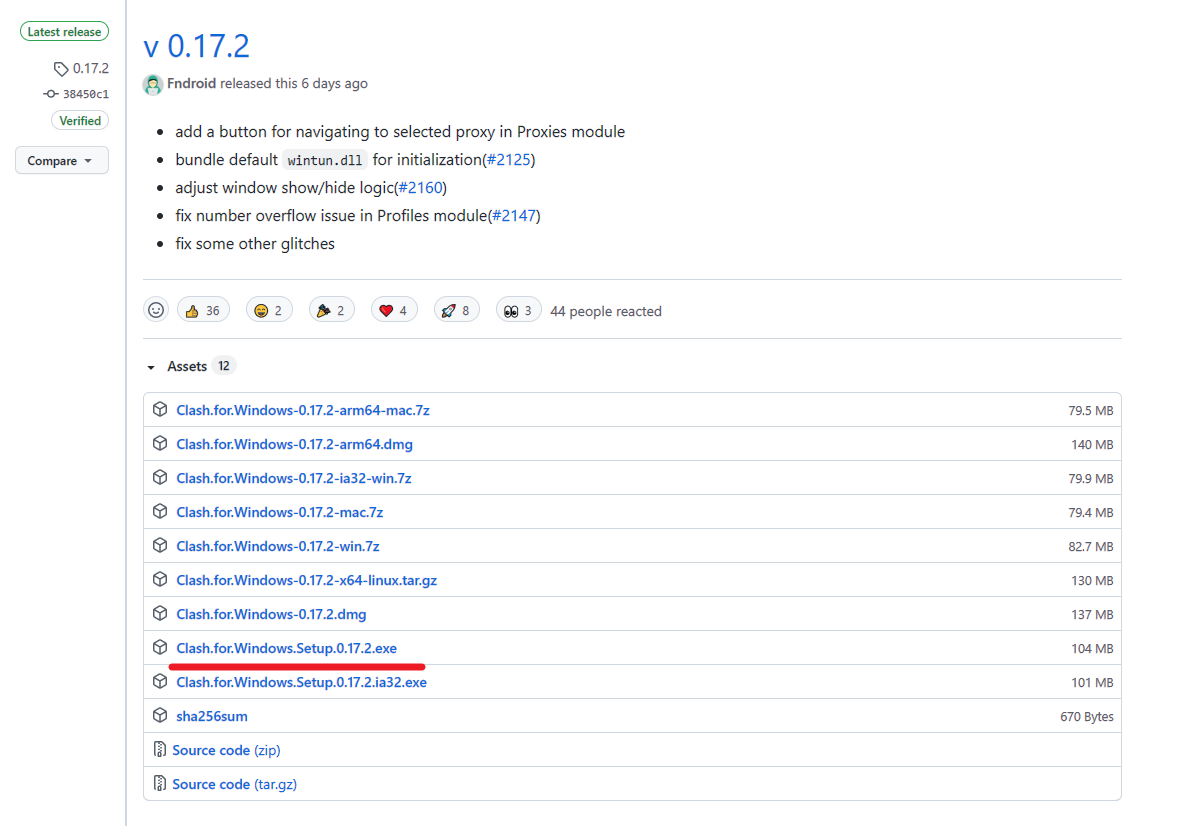 Latest release
0.17.2
38450c1
Verified
Compare
v 0.17.2
Fndroid released this 6 days ago
add a button for navigating to selected proxy in Proxies module
bundle default wintun.dll for initialization(#2125)
adjust window show/hide logic(#2160)
fix number overflow issue in Profiles module(#2147)
fix some other glitches
36 2 2 4 8 3 44 people reacted
Assets 12
Clash.for.Windows-0.17.2-arm64-mac.7z 79.5 MB
Clash.for.Windows-0.17.2-arm64.dmg 140 MB
Clash.for.Windows-0.17.2-ia32-win.7z 79.9 MB
Clash.for.Windows-0.17.2-mac.7z 79.4 MB
Clash.for.Windows-0.17.2-win.7z 82.7 MB
Clash.for.Windows-0.17.2-x64-linux.tar.gz 130 MB
Clash.for.Windows-0.17.2.dmg 137 MB
Clash.for.Windows.Setup.0.17.2.exe 104 MB
Clash.for.Windows.Setup.0.17.2.ia32.exe 101 MB
sha256sum 670 Bytes
Source code (zip)
Source code (tar.gz)